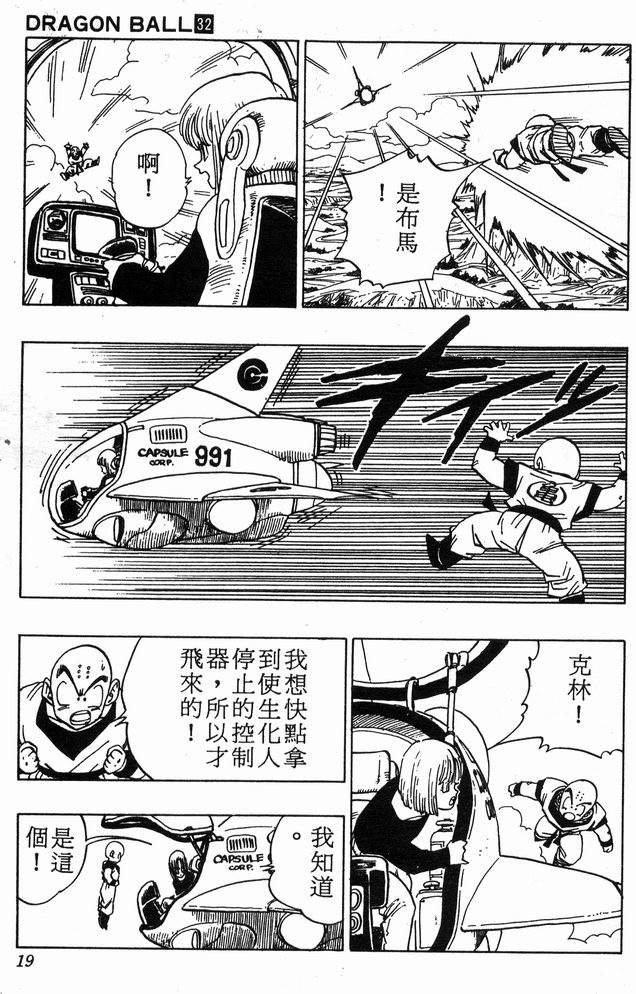 DRAGON BALL 32
是布馬
！
啊！
キィッ
C
CAPSULE
CORP.
991
克林！
我想快點拿
到使生化人
停止的控制
器，所以才
飛來的！
我知道
。
CAPSULE
CORP.
是這
個！
19